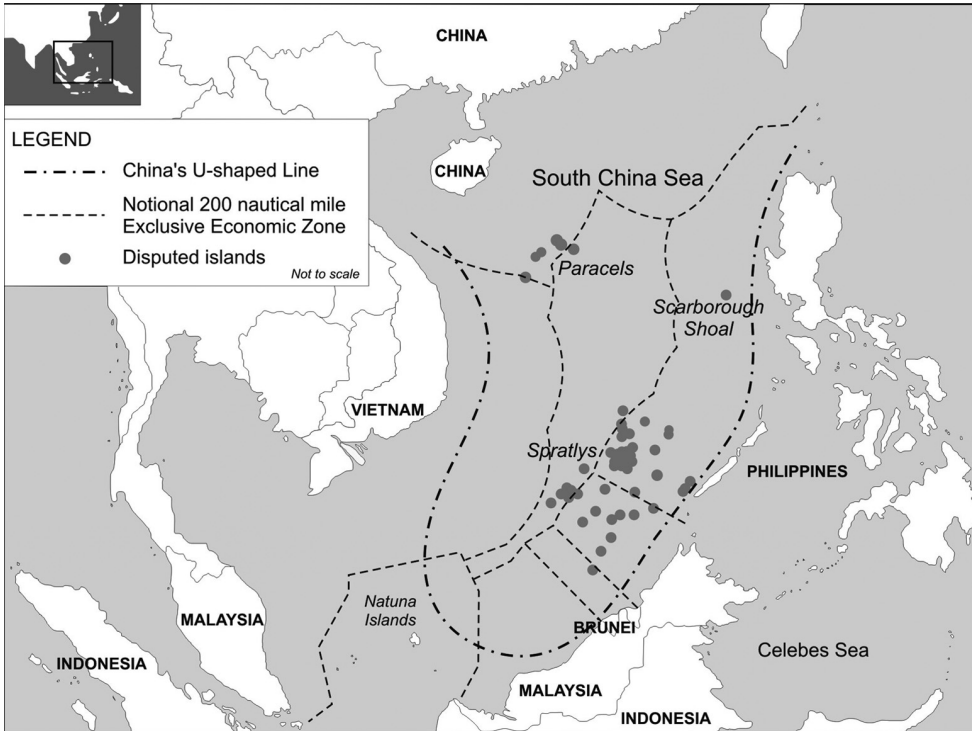 CHINA
LEGEND
China's U-shaped Line
Notional 200 nautical mile
Exclusive Economic Zone
Disputed islands
Not to scale
CHINA
South China Sea
Paracels
Scarborough
Shoal
VIETNAM
Spratlys
PHILIPPINES
Natuna
Islands
MALAYSIA
BRUNEI
Celebes Sea
INDONESIA
MALAYSIA
INDONESIA